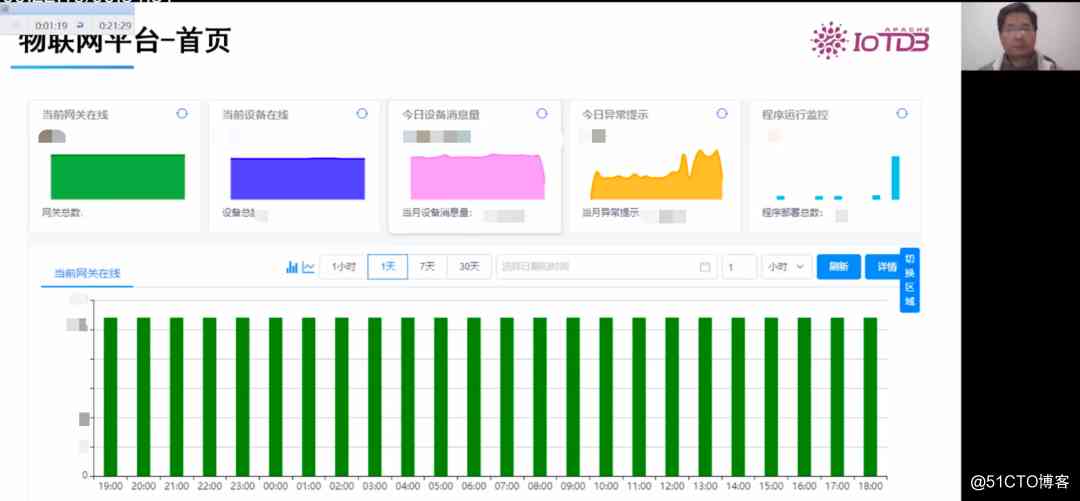 0:01:19 0:21:29
物联网平台-首页
APACHE
IoTDB
当前网关在线
当前设备在线
今日设备消息量
今日异常提示
程序运行监控
网关总数
设备总
当月设备消息量:
当月异常提示
程序部署总数:
当前网关在线
1小时 1天 7天 30天
选择日期和时间
1 小时 刷新 详情
切换区域
0
19:00 20:00 21:00 22:00 23:00 00:00 01:00 02:00 03:00 04:00 05:00 06:00 07:00 08:00 09:00 10:00 11:00 12:00 13:00 14:00 15:00 16:00 17:00 18:00
@51CTO博客